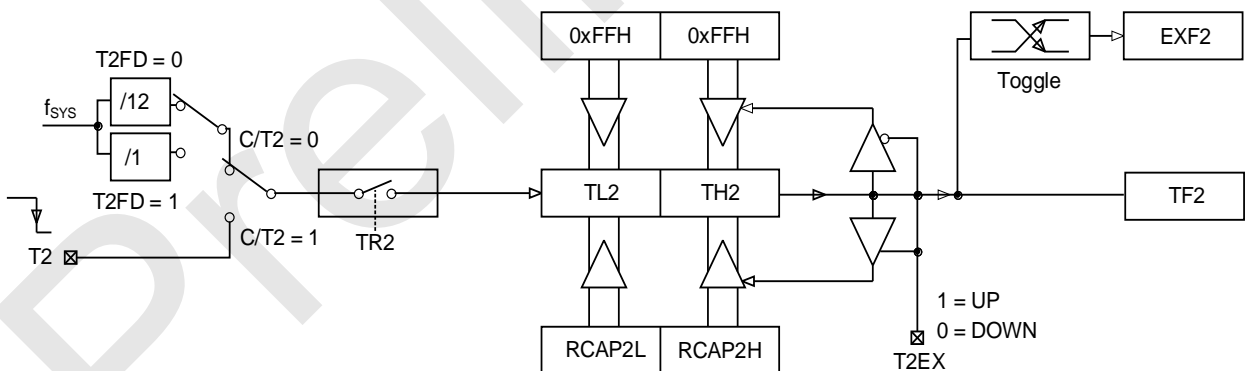 0xFFH 0xFFH
EXF2
Toggle
T2FD = 0
fSYS
/12
C/T2 = 0
/1
T2FD = 1
TL2 TH2
TF2
T2
C/T2 = 1
TR2
1 = UP
0 = DOWN
RCAP2L RCAP2H
T2EX
Prelim